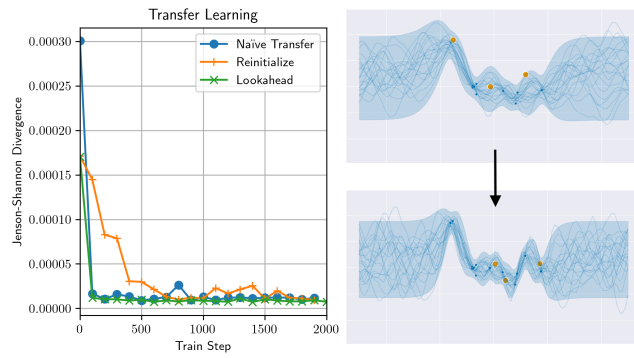 Transfer Learning
Naïve Transfer
Reinitialize
Lookahead
Jenson-Shannon Divergence
0.00030
0.00025
0.00020
0.00015
0.00010
0.00005
0.00000
0 500 1000 1500 2000
Train Step